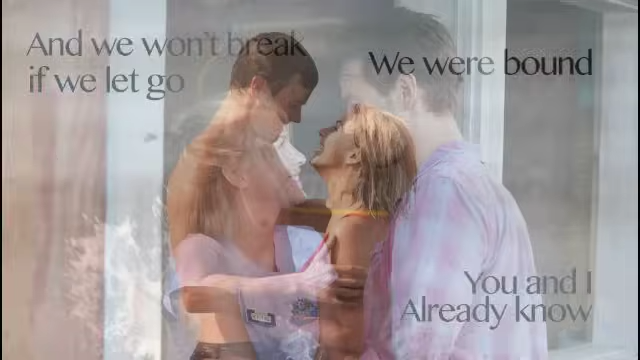 And we won't break
if we let go
We were bound
You and I
Already know